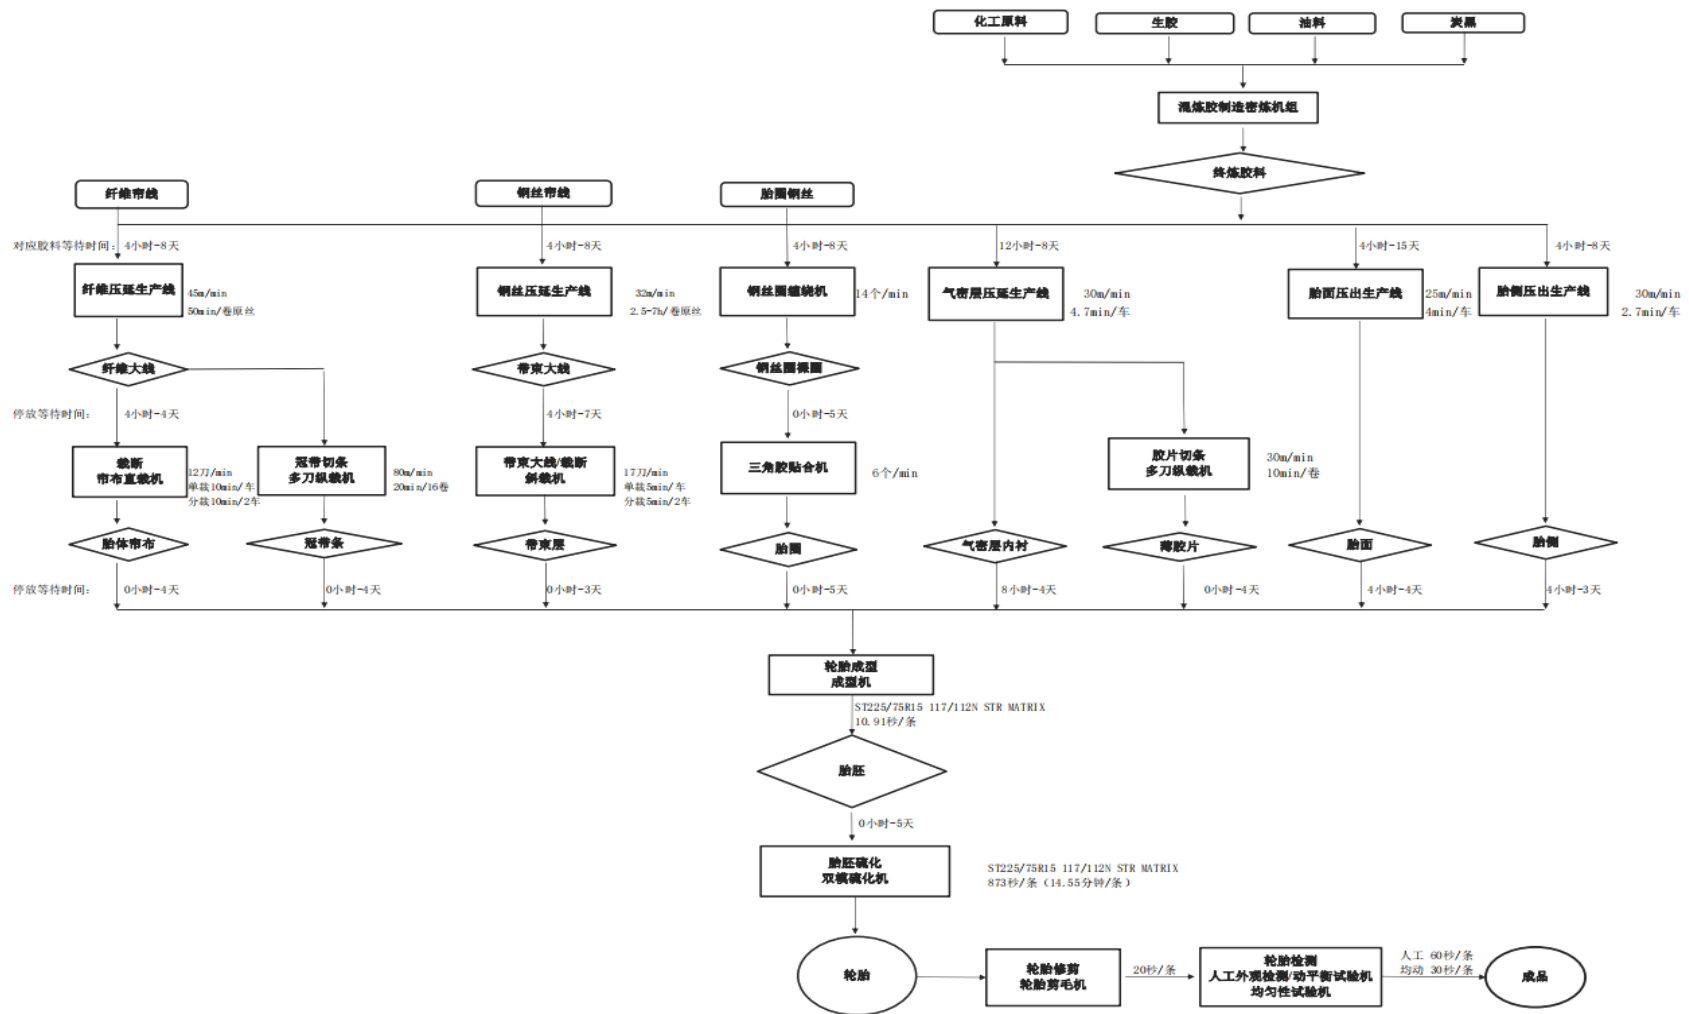 化工原料
生胶
油料
炭黑
混炼胶制造密炼机组
终炼胶料
纤维帘线
钢丝帘线
胎圈钢丝
对应胶料等待时间：
4小时-8天
4小时-8天
4小时-8天
12小时-8天
4小时-15天
4小时-8天
纤维压延生产线
45m/min
50min/卷原丝
钢丝压延生产线
32m/min
2.5-7h/卷原丝
钢丝圈缠绕机
14个/min
气密层压延生产线
30m/min
4.7min/车
胎面压出生产线
25m/min
4min/车
胎侧压出生产线
30m/min
2.7min/车
纤维大线
带束大线
钢丝圈裸圈
停放等待时间：
4小时-4天
4小时-7天
0小时-5天
裁断
帘布直裁机
12刀/min
单裁10min/车
分裁10min/2车
冠带切条
多刀纵裁机
80m/min
20min/16卷
带束大线/裁断
斜裁机
17刀/min
单裁5min/车
分裁5min/2车
三角胶贴合机
6个/min
胶片切条
多刀纵裁机
30m/min
10min/卷
胎体帘布
冠带条
带束层
胎圈
气密层内衬
薄胶片
胎面
胎侧
停放等待时间：
0小时-4天
0小时-4天
0小时-3天
0小时-5天
8小时-4天
0小时-4天
4小时-4天
4小时-3天
轮胎成型
成型机
ST225/75R15 117/112N STR MATRIX
10.91秒/条
胎胚
0小时-5天
胎胚硫化
双模硫化机
ST225/75R15 117/112N STR MATRIX
873秒/条（14.55分钟/条）
轮胎
轮胎修剪
轮胎剪毛机
20秒/条
轮胎检测
人工外观检测/动平衡试验机
均匀性试验机
人工 60秒/条
均动 30秒/条
成品